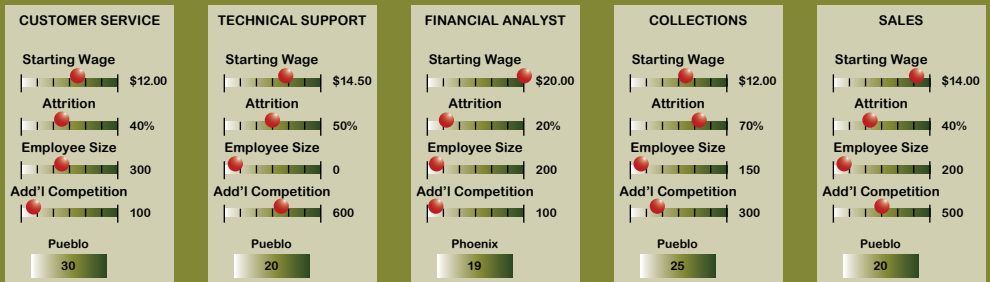 CUSTOMER SERVICE
Starting Wage
$12.00
Attrition
40%
Employee Size
300
Add'l Competition
100
Pueblo
30
TECHNICAL SUPPORT
Starting Wage
$14.50
Attrition
50%
Employee Size
0
Add'l Competition
600
Pueblo
20
FINANCIAL ANALYST
Starting Wage
$20.00
Attrition
20%
Employee Size
200
Add'l Competition
100
Phoenix
19
COLLECTIONS
Starting Wage
$12.00
Attrition
70%
Employee Size
150
Add'l Competition
300
Pueblo
25
SALES
Starting Wage
$14.00
Attrition
40%
Employee Size
200
Add'l Competition
500
Pueblo
20